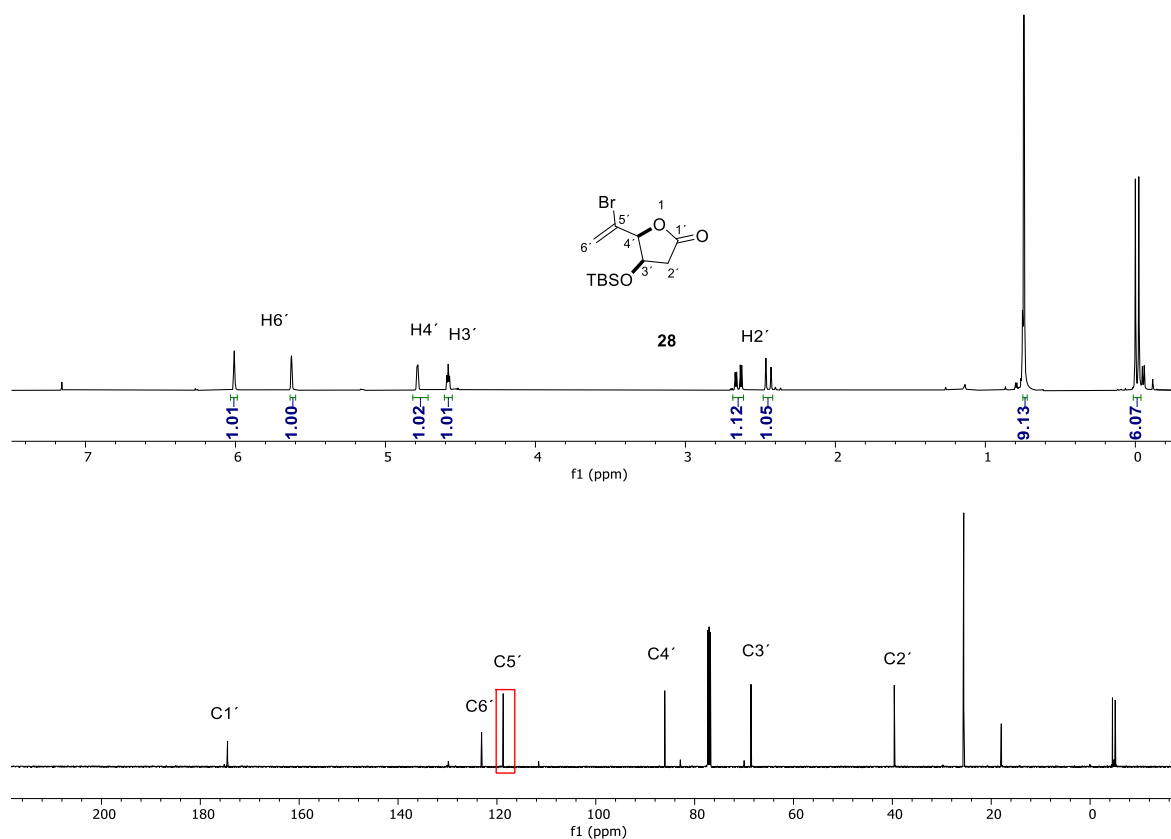 Br
5´
6´
4´
O
1
1´
O
3´
2´
TBSO
28
H6´
H4´
H3´
H2´
1.01
1.00
1.02
1.01
1.12
1.05
9.13
6.07
7 6 5 4 3 2 1 0
f1 (ppm)
C1´
C6´
C5´
C4´
C3´
C2´
200 180 160 140 120 100 80 60 40 20 0
f1 (ppm)